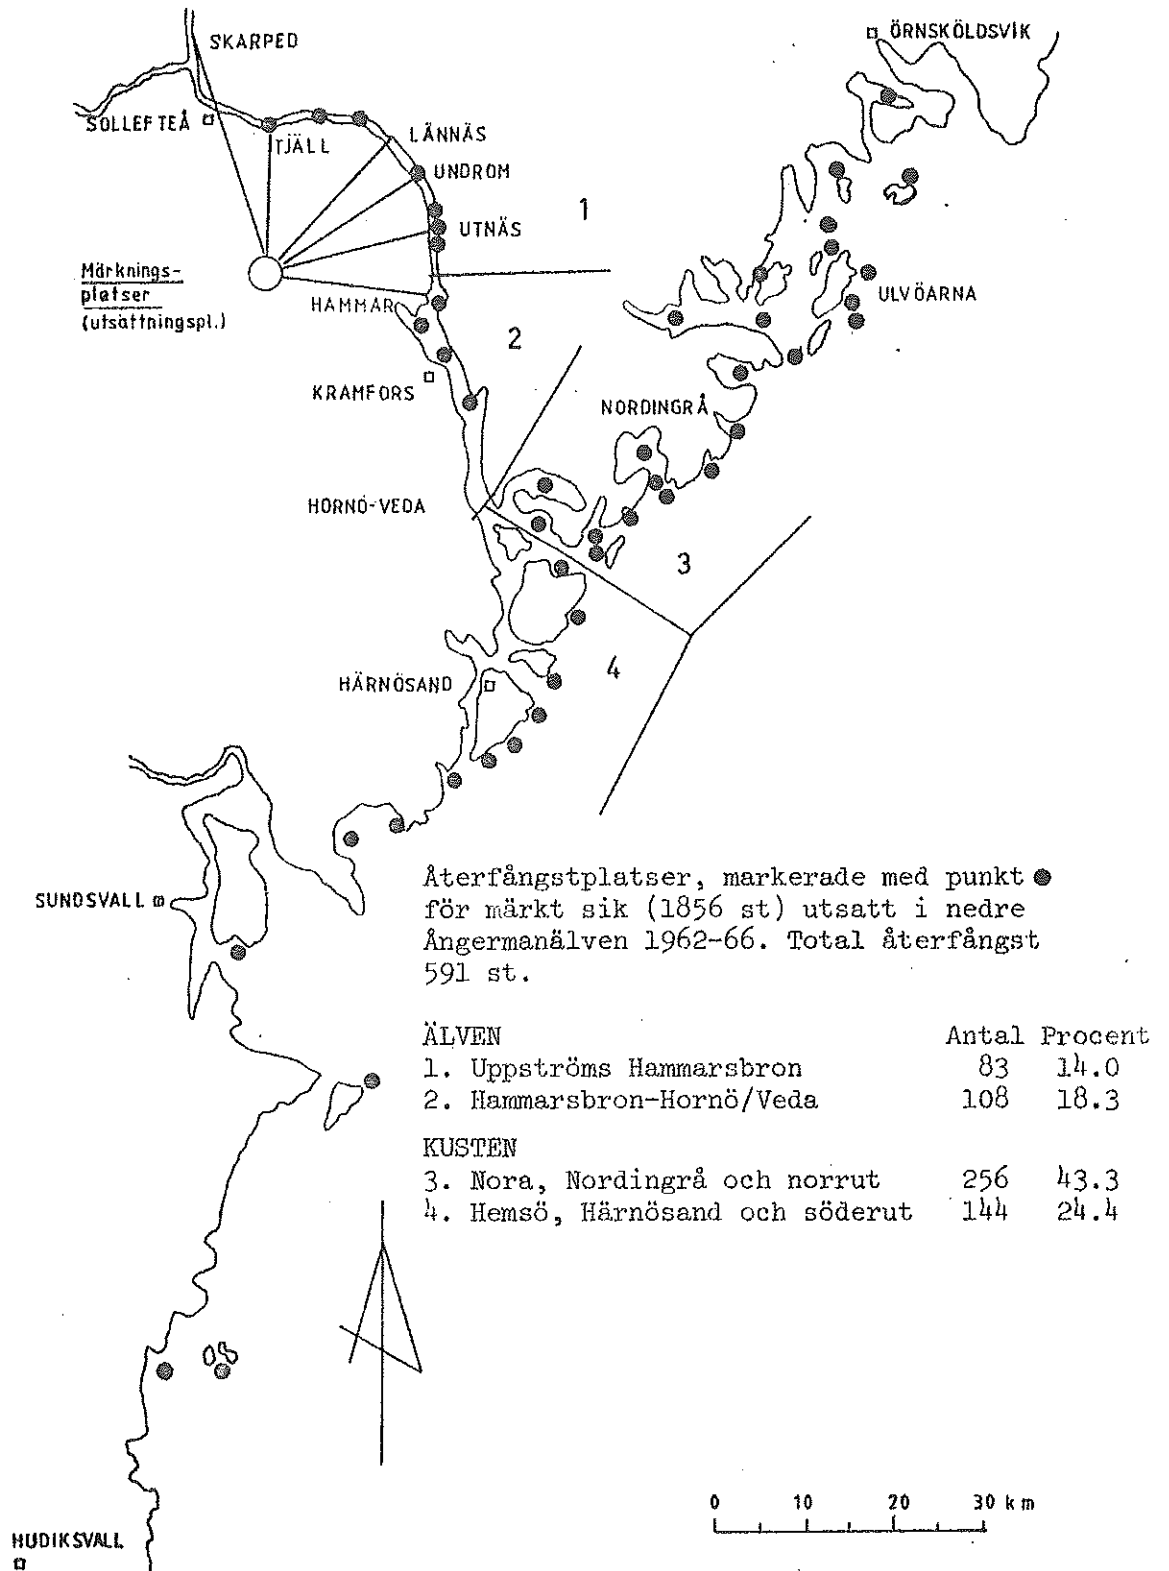 SKARPED
ÖRNSKÖLDSVIK
SOLLEFTEÅ
TJÄLL
LÄNNÄS
UNDROM
UTNÄS
1
Märknings-
platser
(utsättningspl.)
HAMMAR
ULVÖARNA
2
KRAMFORS
NORDINGRÅ
HORNÖ-VEDA
3
4
HÄRNÖSAND
SUNDSVALL
Återfångstplatser, markerade med punkt ●
för märkt sik (1856 st) utsatt i nedre
Ångermanälven 1962-66. Total återfångst
591 st.
ÄLVEN Antal Procent
1. Uppströms Hammarsbron 83 14.0
2. Hammarsbron-Hornö/Veda 108 18.3
KUSTEN
3. Nora, Nordingrå och norrut 256 43.3
4. Hemsö, Härnösand och söderut 144 24.4
0 10 20 30 km
HUDIKSVALL